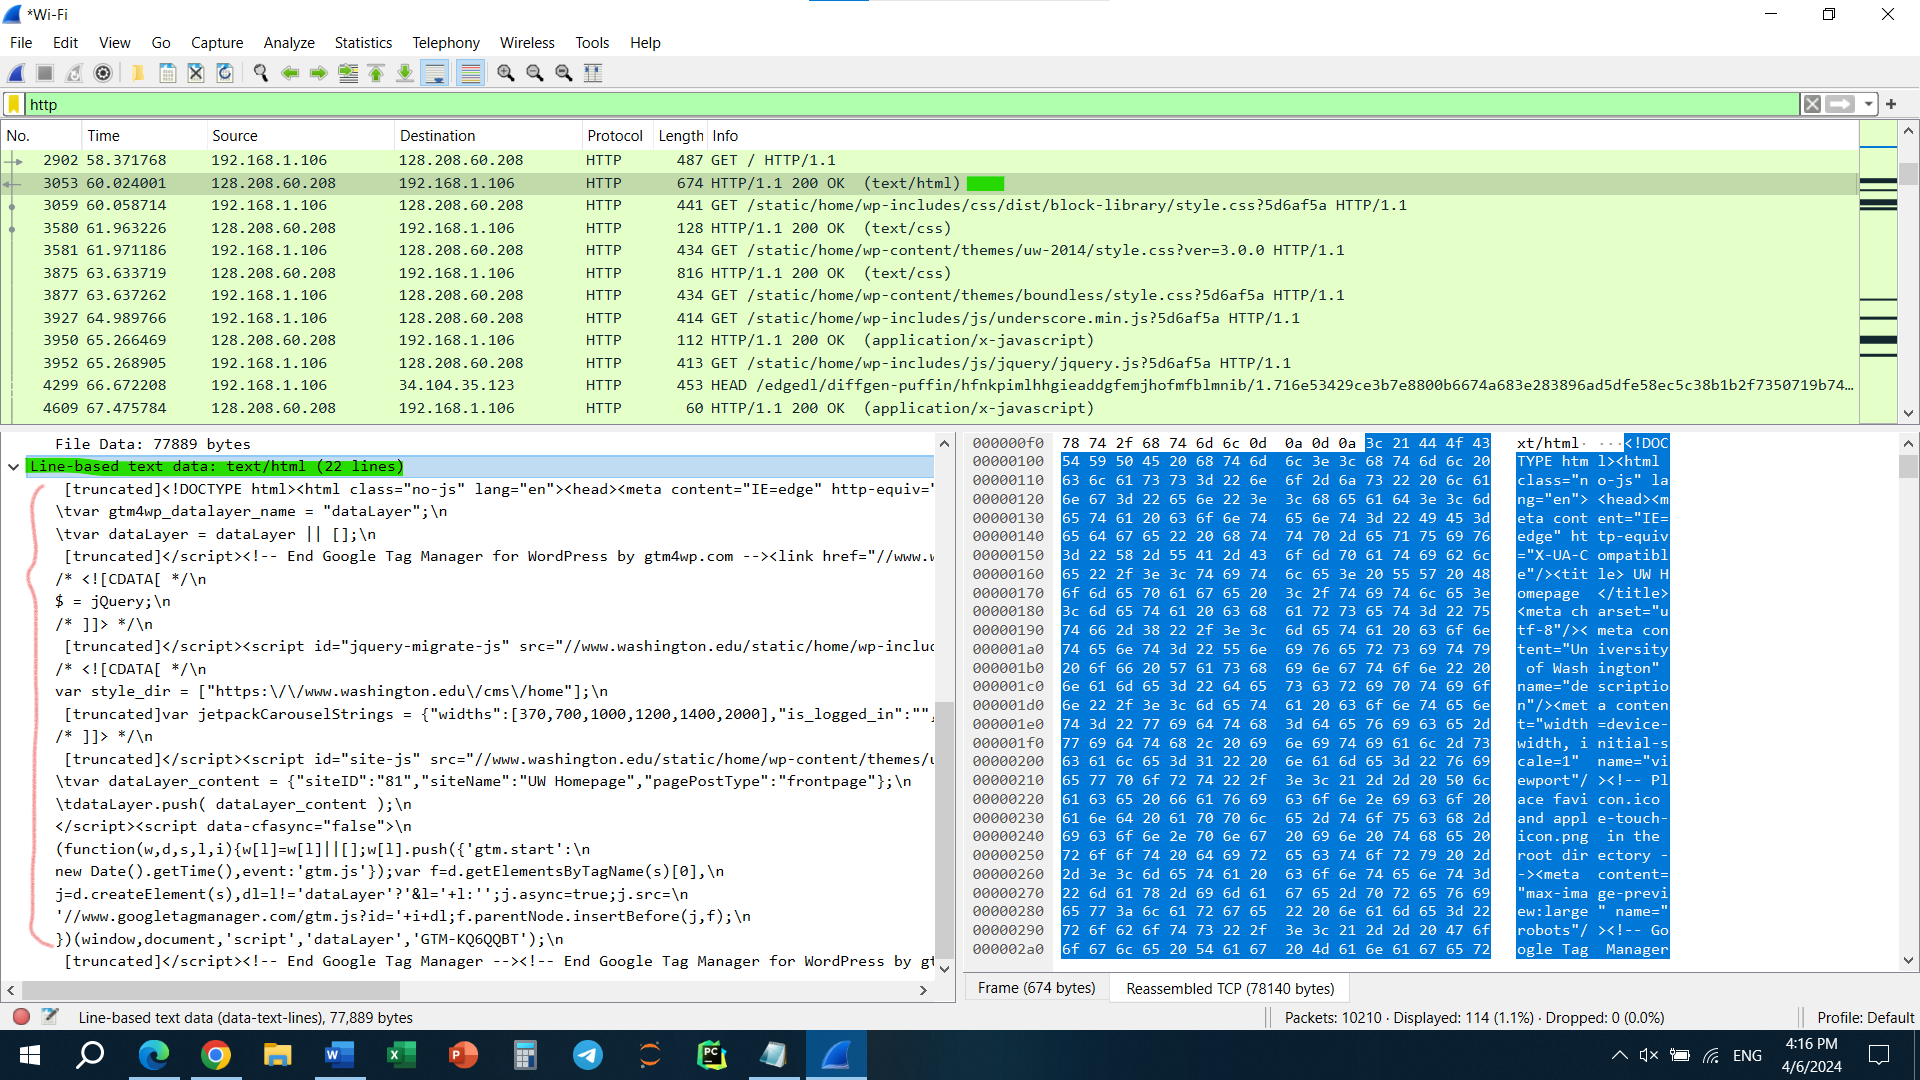 *Wi-Fi
File Edit View Go Capture Analyze Statistics Telephony Wireless Tools Help
http
No. Time Source Destination Protocol Length Info
2902 58.371768 192.168.1.106 128.208.60.208 HTTP 487 GET / HTTP/1.1
3053 60.024001 128.208.60.208 192.168.1.106 HTTP 674 HTTP/1.1 200 OK (text/html)
3059 60.058714 192.168.1.106 128.208.60.208 HTTP 441 GET /static/home/wp-includes/css/dist/block-library/style.css?5d6af5a HTTP/1.1
3580 61.963226 128.208.60.208 192.168.1.106 HTTP 128 HTTP/1.1 200 OK (text/css)
3581 61.971186 192.168.1.106 128.208.60.208 HTTP 434 GET /static/home/wp-content/themes/uw-2014/style.css?ver=3.0.0 HTTP/1.1
3875 63.633719 128.208.60.208 192.168.1.106 HTTP 816 HTTP/1.1 200 OK (text/css)
3877 63.637262 192.168.1.106 128.208.60.208 HTTP 434 GET /static/home/wp-content/themes/boundless/style.css?5d6af5a HTTP/1.1
3927 64.989766 192.168.1.106 128.208.60.208 HTTP 414 GET /static/home/wp-includes/js/underscore.min.js?5d6af5a HTTP/1.1
3950 65.266469 128.208.60.208 192.168.1.106 HTTP 112 HTTP/1.1 200 OK (application/x-javascript)
3952 65.268905 192.168.1.106 128.208.60.208 HTTP 413 GET /static/home/wp-includes/js/jquery/jquery.js?5d6af5a HTTP/1.1
4299 66.672208 192.168.1.106 34.104.35.123 HTTP 453 HEAD /edgedl/diffgen-puffin/hfnkpimlhhgieaddgfemjhofmfblmnib/1.716e53429ce3b7e8800b6674a683e283896ad5dfe58ec5c38b1b2f7350719b74…
4609 67.475784 128.208.60.208 192.168.1.106 HTTP 60 HTTP/1.1 200 OK (application/x-javascript)
File Data: 77889 bytes
Line-based text data: text/html (22 lines)
[truncated]<!DOCTYPE html><html class="no-js" lang="en"><head><meta content="IE=edge" http-equiv="
\tvar gtm4wp_datalayer_name = "dataLayer";\n
\tvar dataLayer = dataLayer || [];\n
[truncated]</script><!-- End Google Tag Manager for WordPress by gtm4wp.com --><link href="//www.w
/* <![CDATA[ */\n
$ = jQuery;\n
/* ]]> */\n
[truncated]</script><script id="jquery-migrate-js" src="//www.washington.edu/static/home/wp-includ
/* <![CDATA[ */\n
var style_dir = ["https:\/\/www.washington.edu\/cms\/home"];\n
[truncated]var jetpackCarouselStrings = {"widths":[370,700,1000,1200,1400,2000],"is_logged_in":"",
/* ]]> */\n
[truncated]</script><script id="site-js" src="//www.washington.edu/static/home/wp-content/themes/u
\tvar dataLayer_content = {"siteID":"81","siteName":"UW Homepage","pagePostType":"frontpage"};\n
\tdataLayer.push( dataLayer_content );\n
</script><script data-cfasync="false">\n
(function(w,d,s,l,i){w[l]=w[l]||[];w[l].push({'gtm.start':\n
new Date().getTime(),event:'gtm.js'});var f=d.getElementsByTagName(s)[0],\n
j=d.createElement(s),dl=l!='dataLayer'?'&l='+l:'';j.async=true;j.src=\n
'//www.googletagmanager.com/gtm.js?id='+i+dl;f.parentNode.insertBefore(j,f);\n
})(window,document,'script','dataLayer','GTM-KQ6QQBT');\n
[truncated]</script><!-- End Google Tag Manager --><!-- End Google Tag Manager for WordPress by gt
000000f0 78 74 2f 68 74 6d 6c 0d 0a 0d 0a 3c 21 44 4f 43 xt/html· ···<!DOC
00000100 54 59 50 45 20 68 74 6d 6c 3e 3c 68 74 6d 6c 20 TYPE htm l><html
00000110 63 6c 61 73 73 3d 22 6e 6f 2d 6a 73 22 20 6c 61 class="n o-js" la
00000120 6e 67 3d 22 65 6e 22 3e 3c 68 65 61 64 3e 3c 6d ng="en"> <head><m
00000130 65 74 61 20 63 6f 6e 74 65 6e 74 3d 22 49 45 3d eta cont ent="IE=
00000140 65 64 67 65 22 20 68 74 74 70 2d 65 71 75 69 76 edge" ht tp-equiv
00000150 3d 22 58 2d 55 41 2d 43 6f 6d 70 61 74 69 62 6c ="X-UA-C ompatibl
00000160 65 22 2f 3e 3c 74 69 74 6c 65 3e 20 55 57 20 48 e"/><tit le> UW H
00000170 6f 6d 65 70 61 67 65 20 3c 2f 74 69 74 6c 65 3e omepage </title>
00000180 3c 6d 65 74 61 20 63 68 61 72 73 65 74 3d 22 75 <meta ch arset="u
00000190 74 66 2d 38 22 2f 3e 3c 6d 65 74 61 20 63 6f 6e tf-8"/>< meta con
000001a0 74 65 6e 74 3d 22 55 6e 69 76 65 72 73 69 74 79 tent="Un iversity
000001b0 20 6f 66 20 57 61 73 68 69 6e 67 74 6f 6e 22 20 of Wash ington"
000001c0 6e 61 6d 65 3d 22 64 65 73 63 72 69 70 74 69 6f name="de scriptio
000001d0 6e 22 2f 3e 3c 6d 65 74 61 20 63 6f 6e 74 65 6e n"/><met a conten
000001e0 74 3d 22 77 69 64 74 68 3d 64 65 76 69 63 65 2d t="width =device-
000001f0 77 69 64 74 68 2c 20 69 6e 69 74 69 61 6c 2d 73 width, i nitial-s
00000200 63 61 6c 65 3d 31 22 20 6e 61 6d 65 3d 22 76 69 cale=1" name="vi
00000210 65 77 70 6f 72 74 22 2f 3e 3c 21 2d 2d 20 50 6c ewport"/ ><!-- Pl
00000220 61 63 65 20 66 61 76 69 63 6f 6e 2e 69 63 6f 20 ace favi con.ico
00000230 61 6e 64 20 61 70 70 6c 65 2d 74 6f 75 63 68 2d and appl e-touch-
00000240 69 63 6f 6e 2e 70 6e 67 20 69 6e 20 74 68 65 20 icon.png in the
00000250 72 6f 6f 74 20 64 69 72 65 63 74 6f 72 79 20 2d root dir ectory -
00000260 2d 3e 3c 6d 65 74 61 20 63 6f 6e 74 65 6e 74 3d -><meta content=
00000270 22 6d 61 78 2d 69 6d 61 67 65 2d 70 72 65 76 69 "max-ima ge-previ
00000280 65 77 3a 6c 61 72 67 65 22 20 6e 61 6d 65 3d 22 ew:large " name="
00000290 72 6f 62 6f 74 73 22 2f 3e 3c 21 2d 2d 20 47 6f robots"/ ><!-- Go
000002a0 6f 67 6c 65 20 54 61 67 20 4d 61 6e 61 67 65 72 ogle Tag Manager
Frame (674 bytes) Reassembled TCP (78140 bytes)
Line-based text data (data-text-lines), 77,889 bytes
Packets: 10210 · Displayed: 114 (1.1%) · Dropped: 0 (0.0%)
Profile: Default
ENG
4:16 PM
4/6/2024